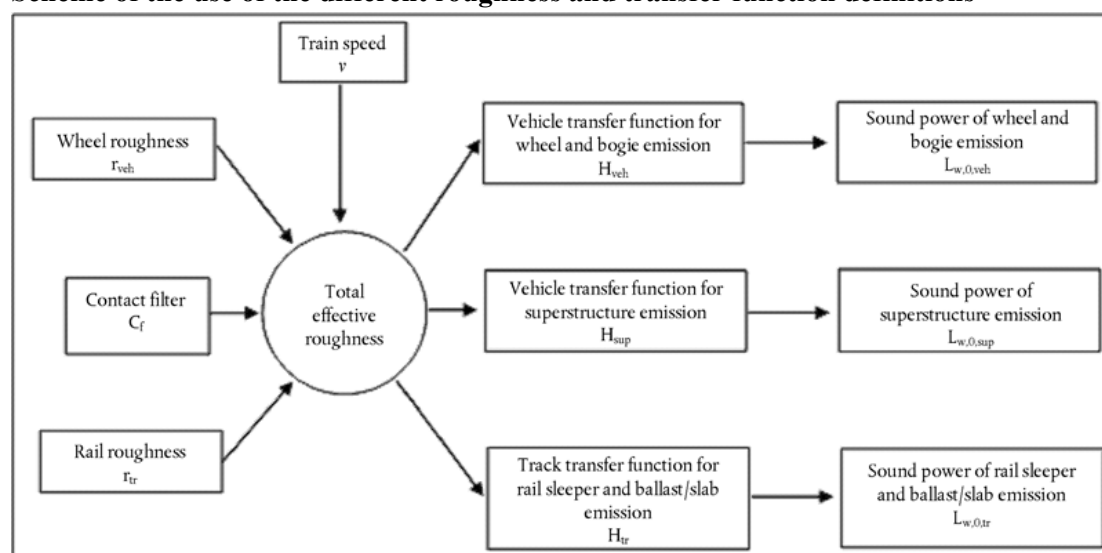 Scheme of the use of the different roughness and transfer function definitions
Train speed
v
Wheel roughness
r_veh
Contact filter
C_f
Rail roughness
r_tr
Total
effective
roughness
Vehicle transfer function for
wheel and bogie emission
H_veh
Vehicle transfer function for
superstructure emission
H_sup
Track transfer function for
rail sleeper and ballast/slab
emission
H_tr
Sound power of wheel and
bogie emission
L_w,0,veh
Sound power of
superstructure emission
L_w,0,sup
Sound power of rail sleeper
and ballast/slab emission
L_w,0,tr